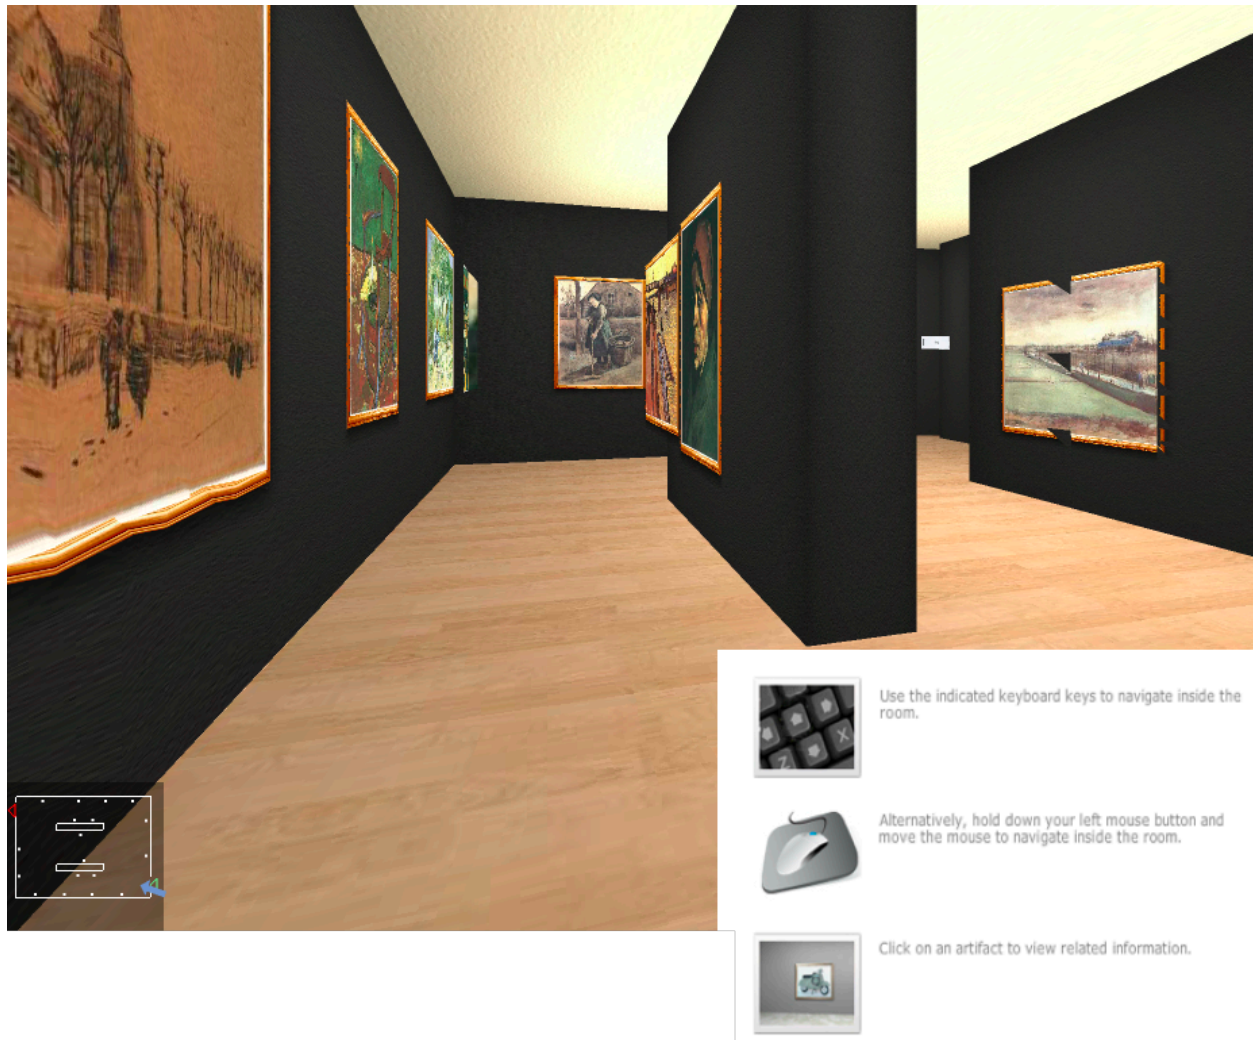 Use the indicated keyboard keys to navigate inside the
room.
Alternatively, hold down your left mouse button and
move the mouse to navigate inside the room.
Click on an artifact to view related information.
Z
X